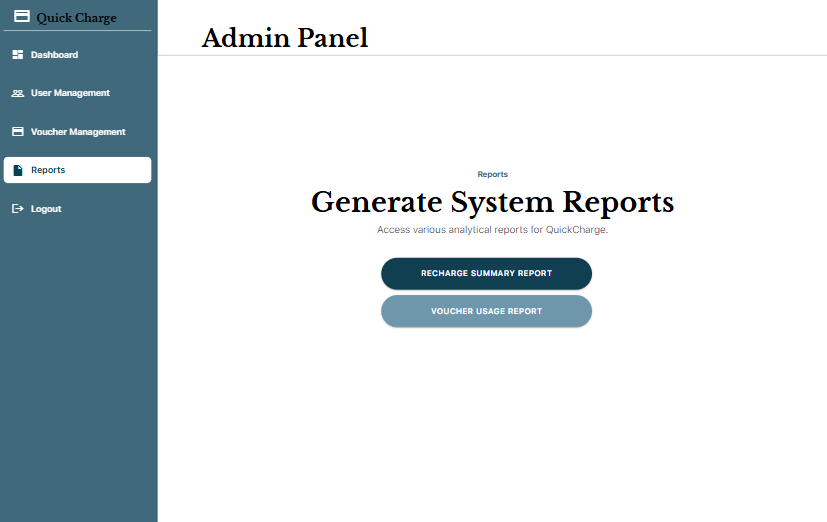 Quick Charge
Dashboard
User Management
Voucher Management
Reports
Logout
Admin Panel
Reports
Generate System Reports
Access various analytical reports for QuickCharge.
RECHARGE SUMMARY REPORT
VOUCHER USAGE REPORT